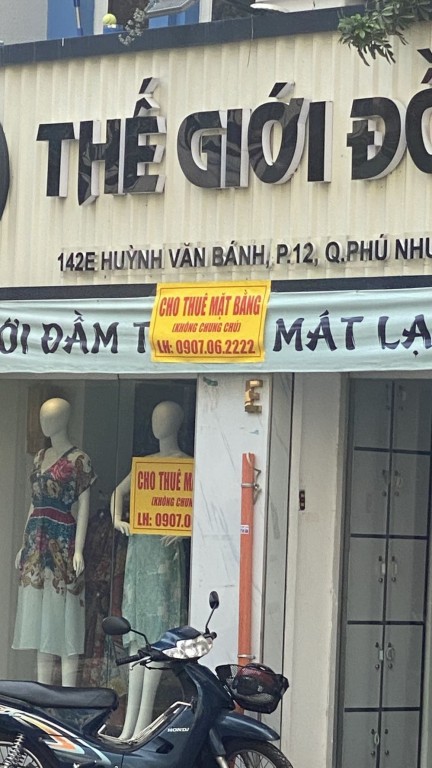 THẾ GIỚI ĐỒ
142E HUỲNH VĂN BÁNH, P.12, Q.PHÚ NHU
CHO THUÊ MẶT BẰNG
(KHÔNG CHUNG CHỦ)
LH: 0907.06.2222
ỚI ĐẦM T MÁT LẠ
CHO THUÊ M
(KHÔNG CHUN
LH: 0907.0
HONDA